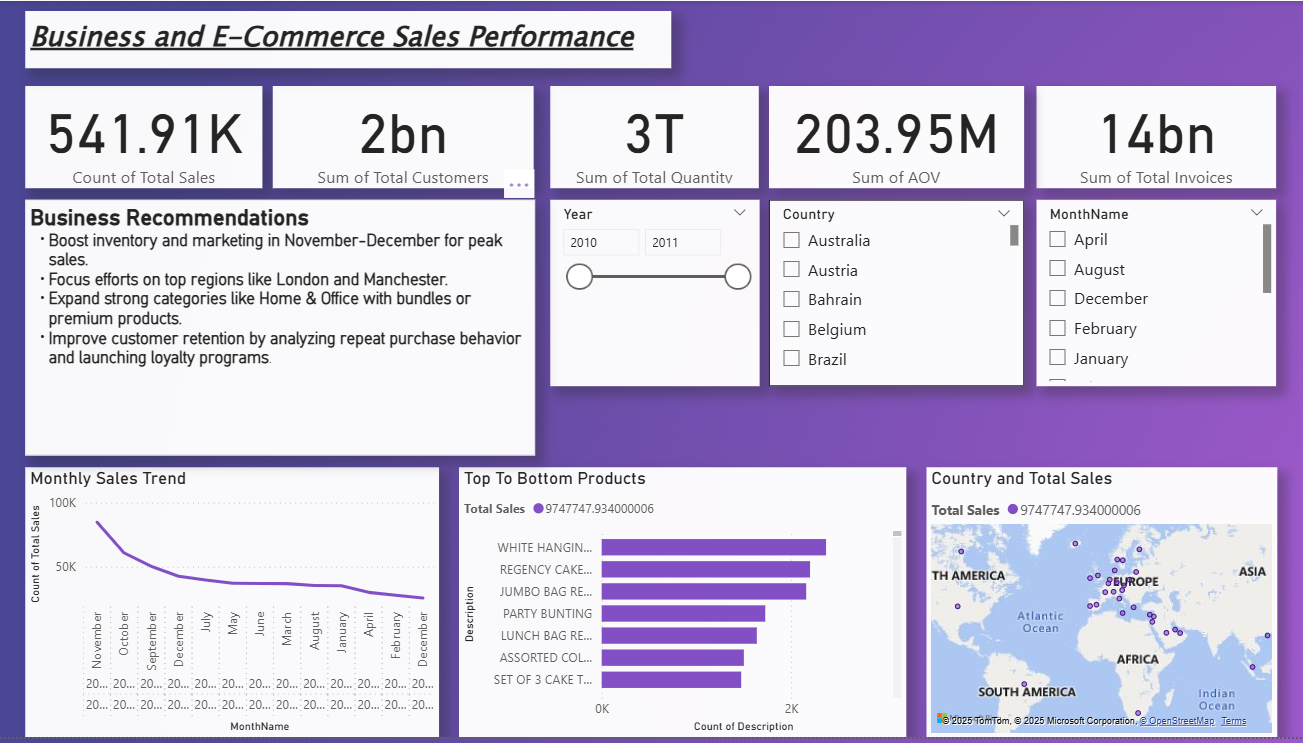 Business and E-Commerce Sales Performance
541.91K
Count of Total Sales
2bn
Sum of Total Customers
3T
Sum of Total Quantity
203.95M
Sum of AOV
14bn
Sum of Total Invoices
Business Recommendations
• Boost inventory and marketing in November-December for peak
sales.
• Focus efforts on top regions like London and Manchester.
• Expand strong categories like Home & Office with bundles or
premium products.
• Improve customer retention by analyzing repeat purchase behavior
and launching loyalty programs.
Year
2010 2011
Country
Australia
Austria
Bahrain
Belgium
Brazil
MonthName
April
August
December
February
January
Monthly Sales Trend
Count of Total Sales
100K
50K
November
October
September
December
July
May
June
March
August
January
April
February
December
20... 20... 20... 20... 20... 20... 20... 20... 20... 20... 20... 20... 20...
20... 20... 20... 20... 20... 20... 20... 20... 20... 20... 20... 20... 20...
MonthName
Top To Bottom Products
Total Sales 9747747.934000006
Description
WHITE HANGIN...
REGENCY CAKE...
JUMBO BAG RE...
PARTY BUNTING
LUNCH BAG RE...
ASSORTED COL...
SET OF 3 CAKE T...
0K 2K
Count of Description
Country and Total Sales
Total Sales 9747747.934000006
TH AMERICA
EUROPE
ASIA
Atlantic
Ocean
AFRICA
SOUTH AMERICA
Indian
Ocean
© 2025 TomTom, © 2025 Microsoft Corporation, © OpenStreetMap Terms